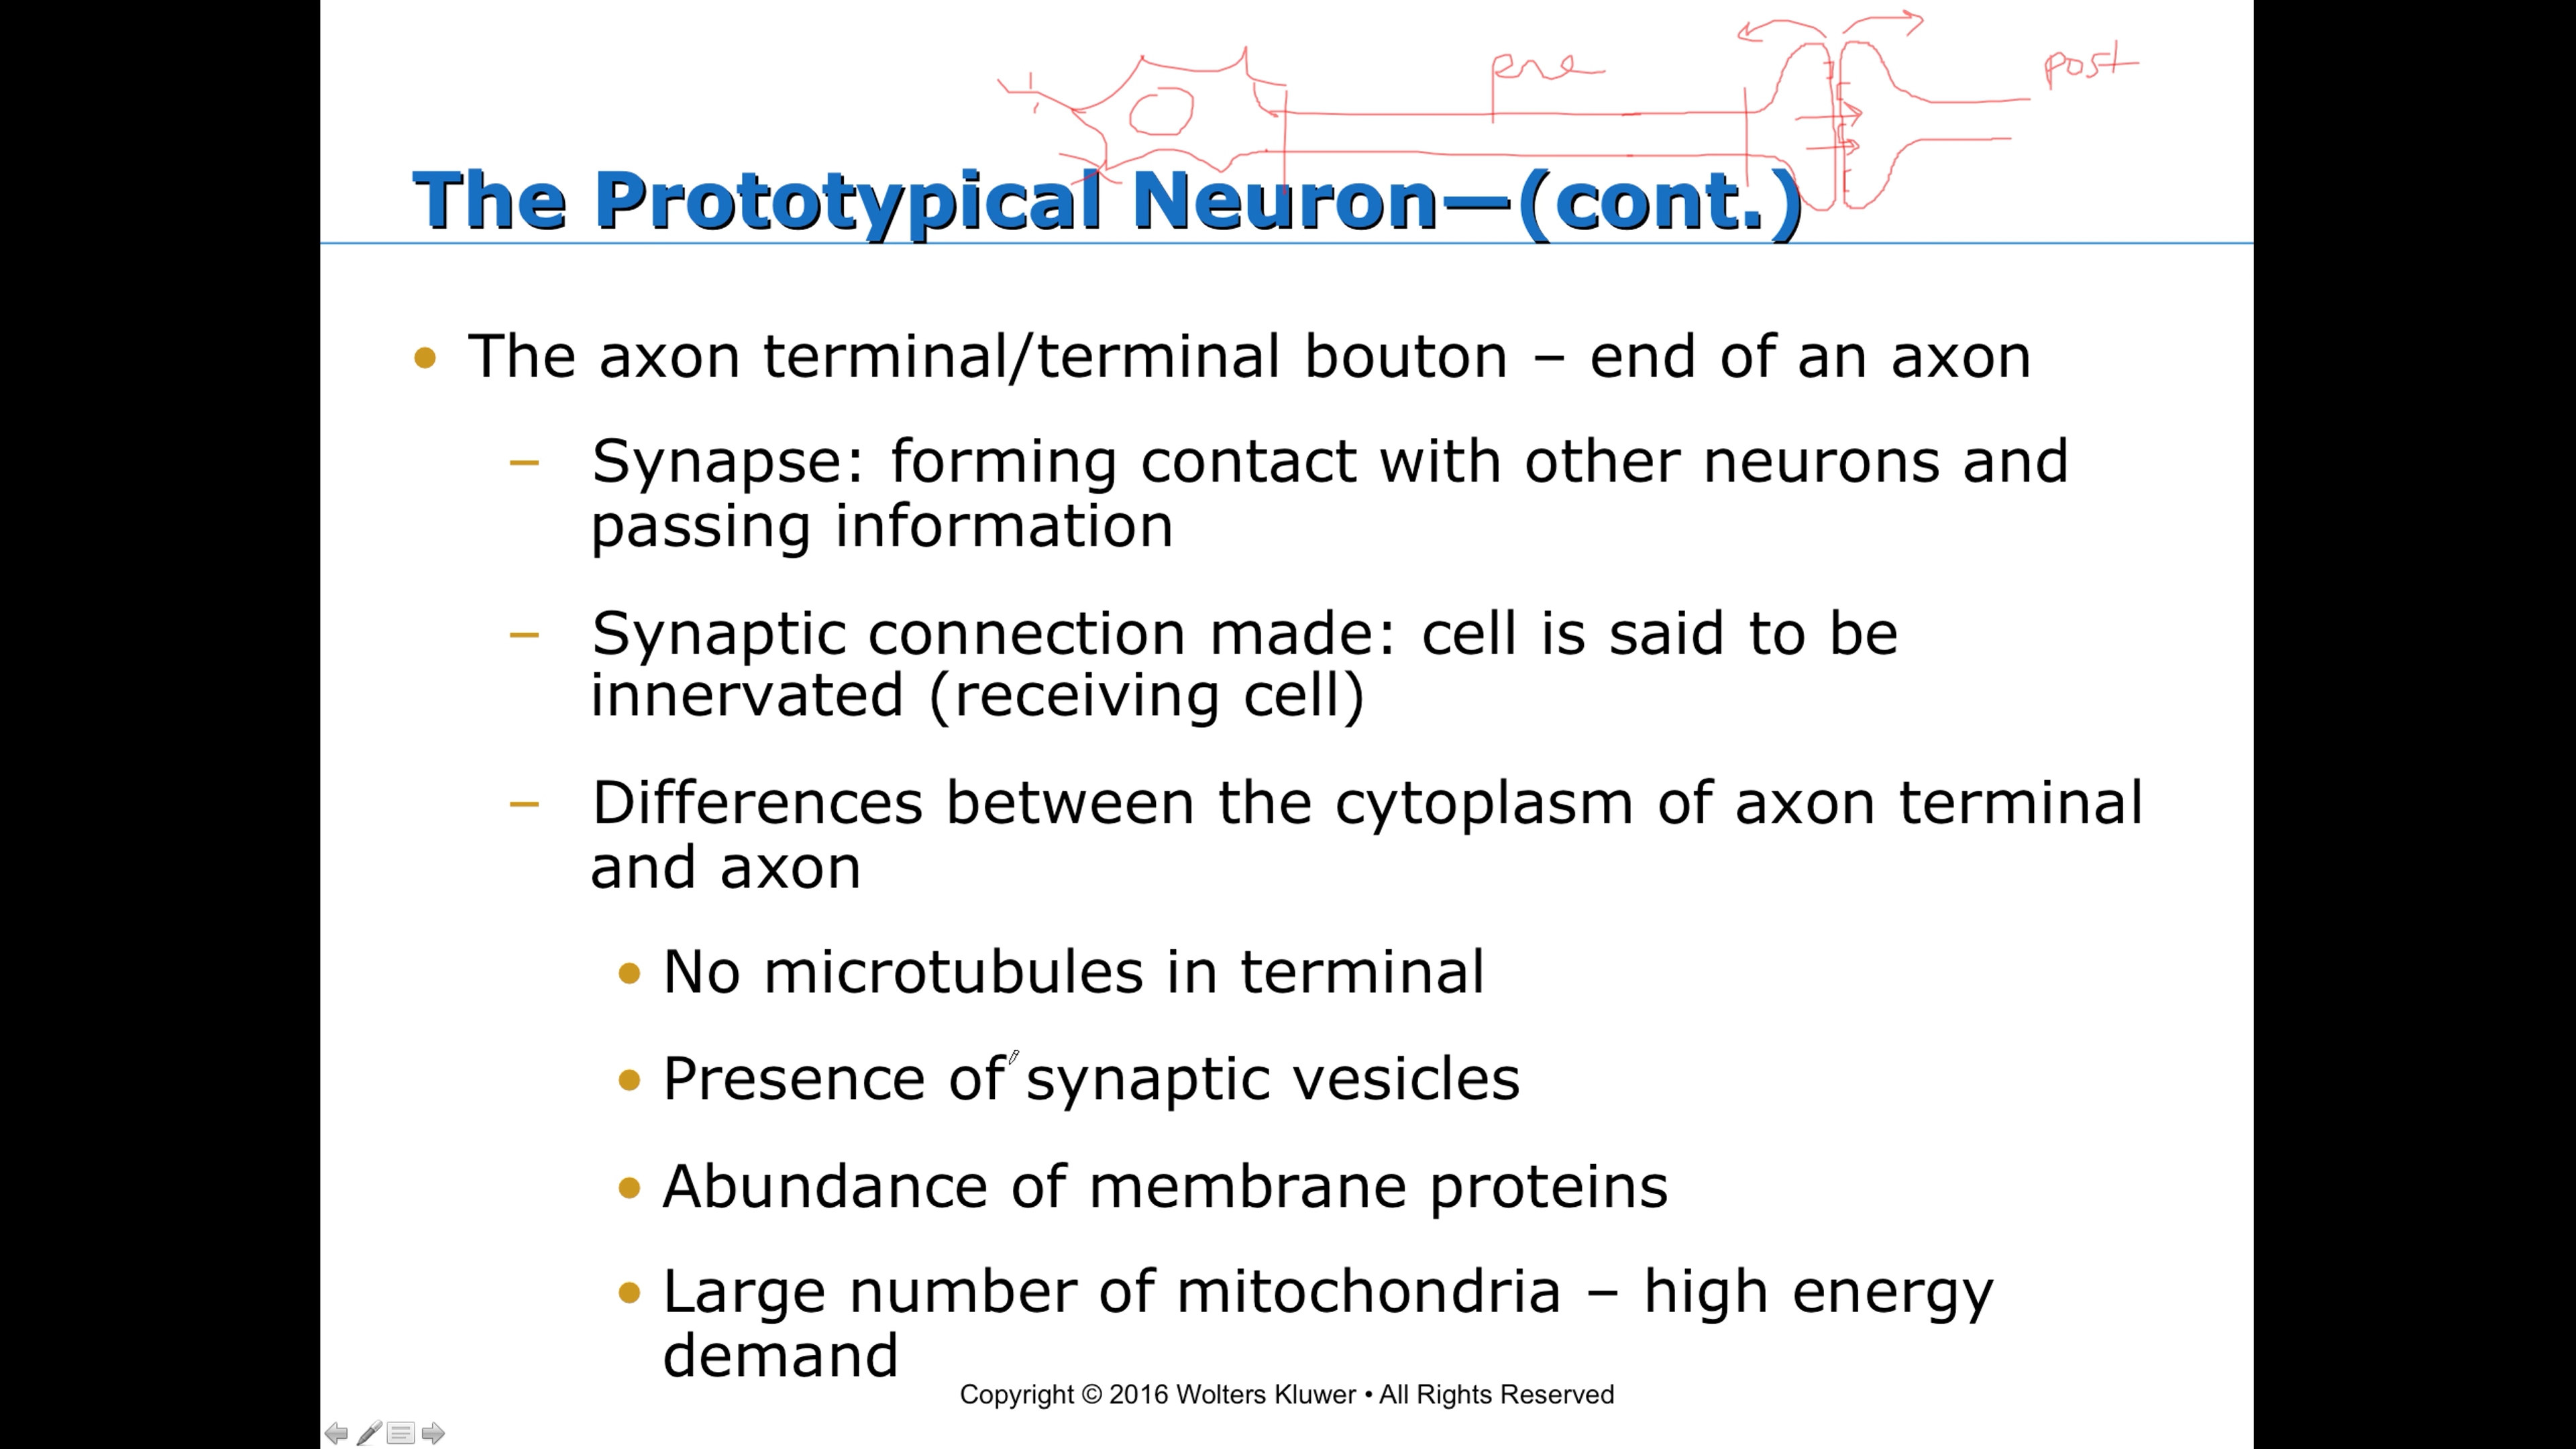 pre
post
The Prototypical Neuron—(cont.)
• The axon terminal/terminal bouton – end of an axon
– Synapse: forming contact with other neurons and
passing information
– Synaptic connection made: cell is said to be
innervated (receiving cell)
– Differences between the cytoplasm of axon terminal
and axon
• No microtubules in terminal
• Presence of synaptic vesicles
• Abundance of membrane proteins
• Large number of mitochondria – high energy
demand
Copyright © 2016 Wolters Kluwer • All Rights Reserved